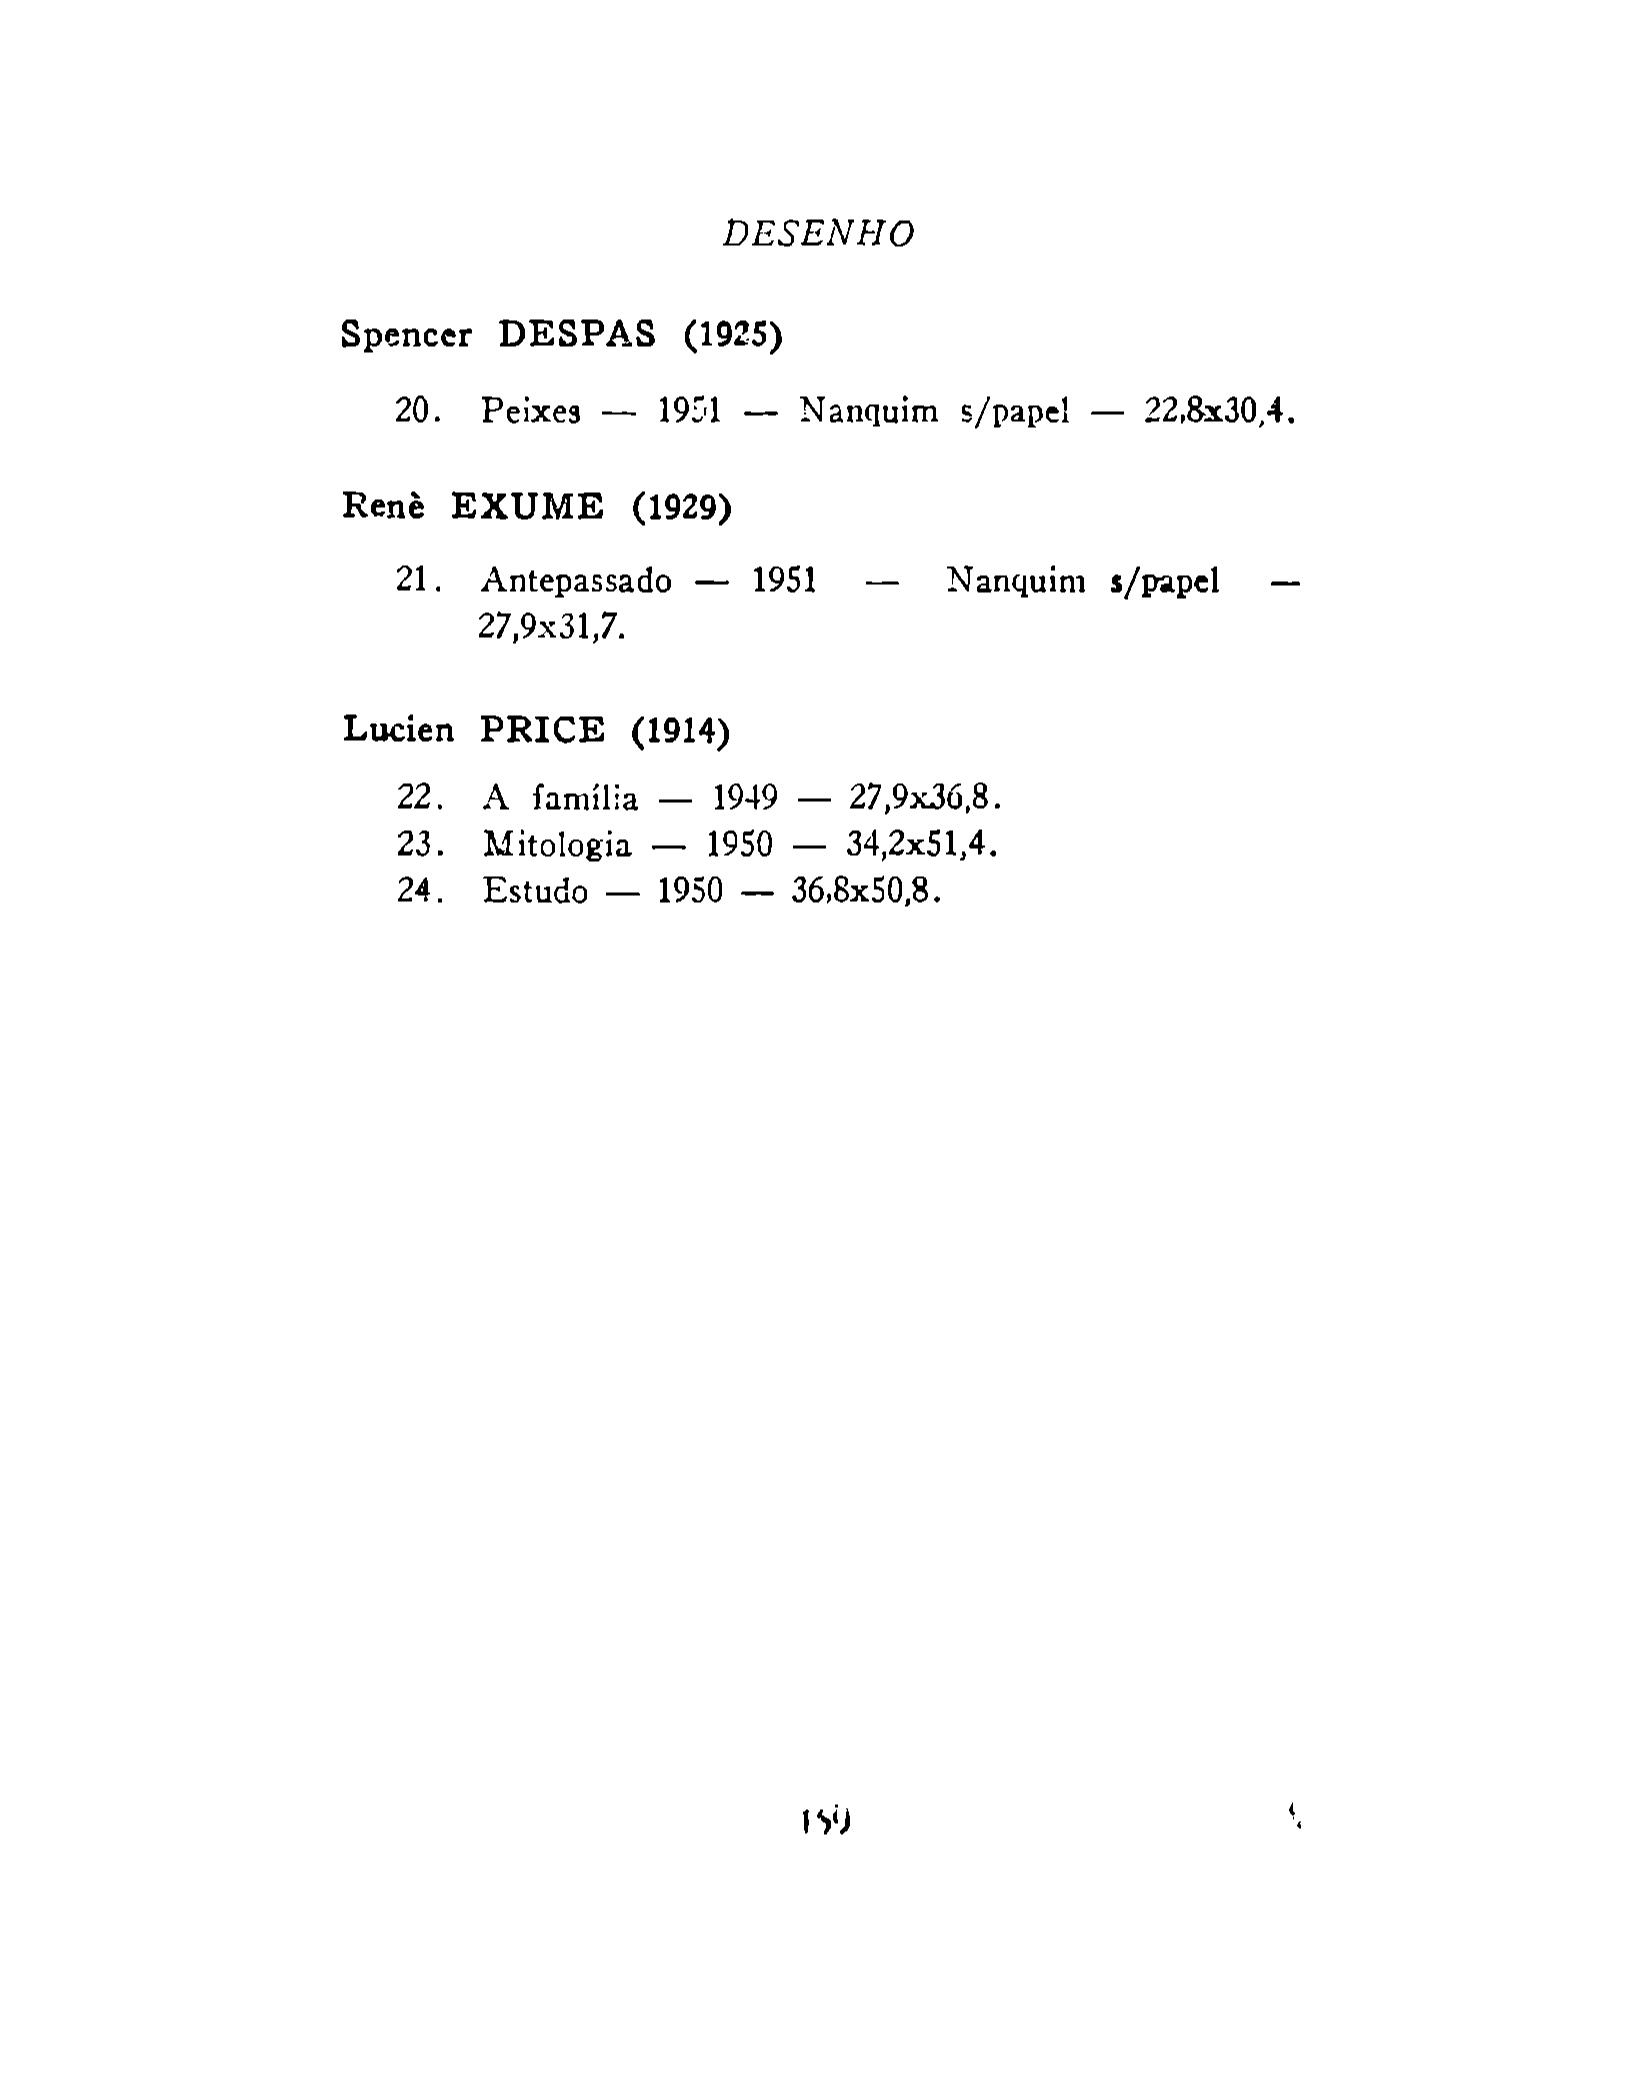 DESENHO
Spencer DESPAS (1925)
20. Peixes — 1951 — Nanquim s/papel — 22,8x30,4.
Renè EXUME (1929)
21. Antepassado — 1951 — Nanquim s/papel —
27,9x31,7.
Lucien PRICE (1914)
22. A família — 1949 — 27,9x36,8.
23. Mitologia — 1950 — 34,2x51,4.
24. Estudo — 1950 — 36,8x50,8.